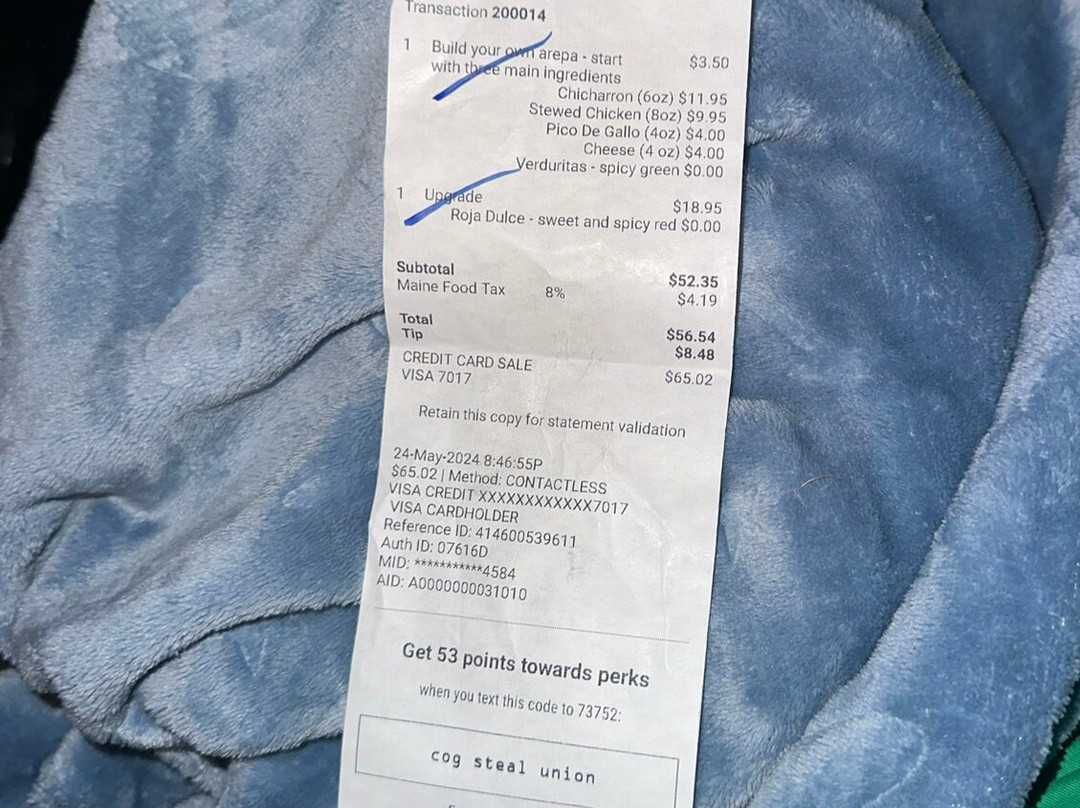 Transaction 200014
1 Build your own arepa - start $3.50
with three main ingredients
Chicharron (6oz) $11.95
Stewed Chicken (8oz) $9.95
Pico De Gallo (4oz) $4.00
Cheese (4 oz) $4.00
Verduritas - spicy green $0.00
1 Upgrade $18.95
Roja Dulce - sweet and spicy red $0.00
Subtotal $52.35
Maine Food Tax 8% $4.19
Total $56.54
Tip $8.48
CREDIT CARD SALE $65.02
VISA 7017
Retain this copy for statement validation
24-May-2024 8:46:55P
$65.02 | Method: CONTACTLESS
VISA CREDIT XXXXXXXXXXXX7017
VISA CARDHOLDER
Reference ID: 414600539611
Auth ID: 07616D
MID: ***********4584
AID: A0000000031010
Get 53 points towards perks
when you text this code to 73752:
cog steal union